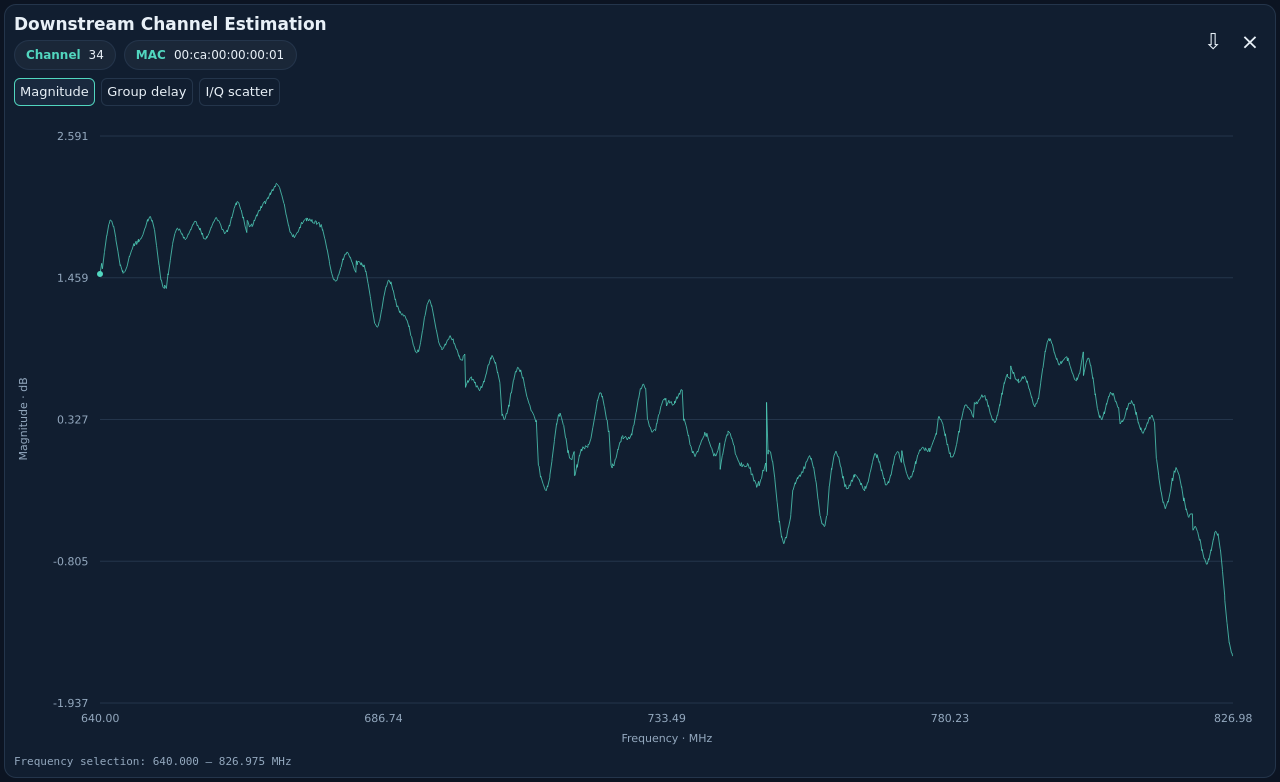 Downstream Channel Estimation
Channel 34 MAC 00:ca:00:00:00:01
⇩ ✕
Magnitude Group delay I/Q scatter
2.591
1.459
0.327
-0.805
-1.937
Magnitude · dB
640.00 686.74 733.49 780.23 826.98
Frequency · MHz
Frequency selection: 640.000 — 826.975 MHz